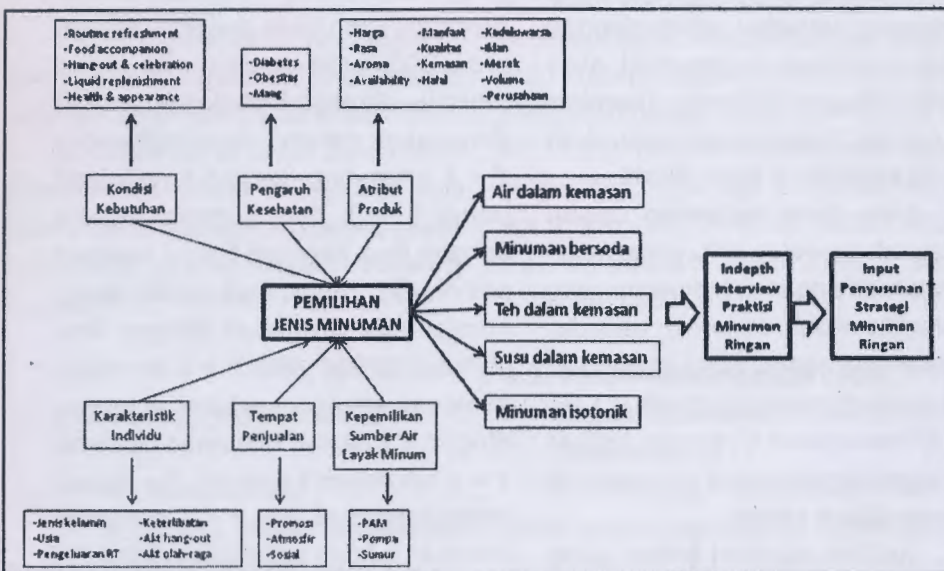 -Routine refreshment
-Food accompanion
-Hangout & celebration
-Liquid replenishment
-Health & appearance
-Diabetes
-Obesitas
-Maag
-Harga -Manfaat -Kadaluwarsa
-Rasa -Kualitas -Iklan
-Aroma -Kemasan -Merek
-Availability -Halal -Volume
-Perusahaan
Kondisi
Kebutuhan
Pengaruh
Kesehatan
Atribut
Produk
Air dalam kemasan
Minuman bersoda
Teh dalam kemasan
Susu dalam kemasan
Minuman isotonik
PEMILIHAN
JENIS MINUMAN
Indepth
Interview
Praktisi
Minuman
Ringan
Input
Penyusunan
Strategi
Minuman
Ringan
Karakteristik
Individu
Tempat
Penjualan
Kepemilikan
Sumber Air
Layak Minum
-Jenis kelamin -Keterlibatan
-Usia -Akt hang-out
-Pengeluaran RT -Akt olah-raga
-Promosi
-Atmosfir
-Sosial
-PAM
-Pompa
-Sumur